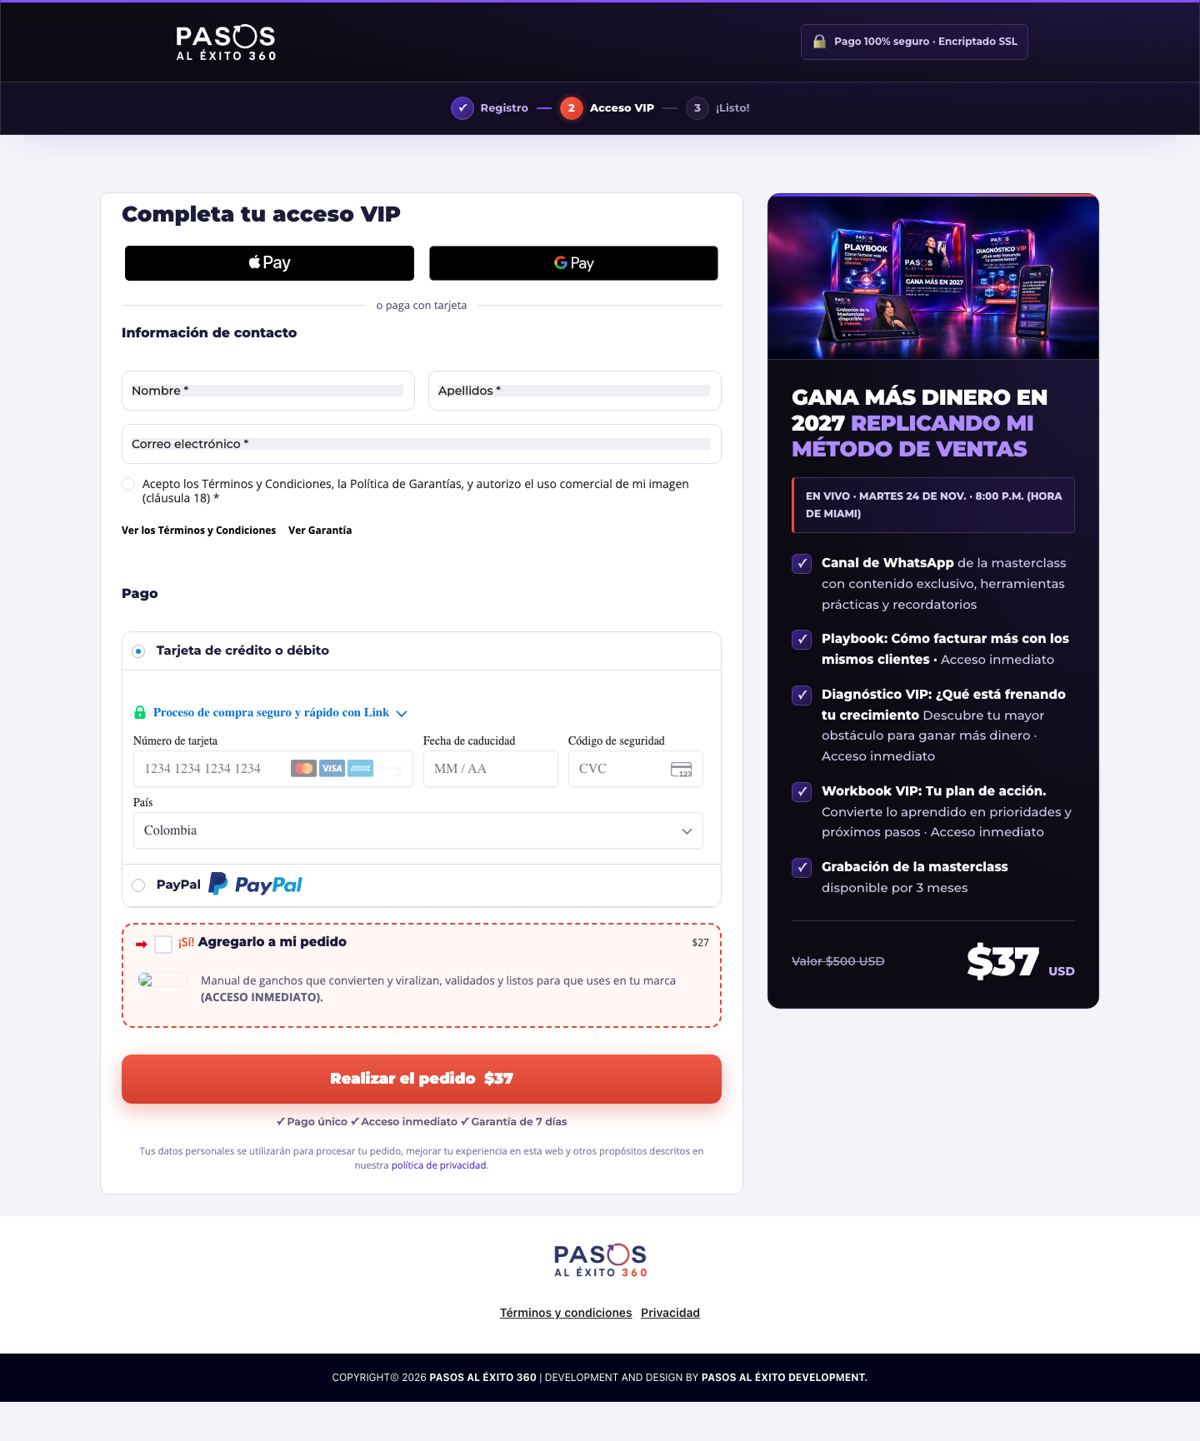 PASOS
AL ÉXITO 360
Pago 100% seguro · Encriptado SSL
✓ Registro
2 Acceso VIP
3 ¡Listo!
Completa tu acceso VIP
Pay
G Pay
o paga con tarjeta
Información de contacto
Nombre *
Apellidos *
Correo electrónico *
Acepto los Términos y Condiciones, la Política de Garantías, y autorizo el uso comercial de mi imagen
(cláusula 18) *
Ver los Términos y Condiciones Ver Garantía
Pago
Tarjeta de crédito o débito
Proceso de compra seguro y rápido con Link
Número de tarjeta
1234 1234 1234 1234
VISA
Fecha de caducidad
MM / AA
Código de seguridad
CVC
123
País
Colombia
PayPal PayPal
¡Sí! Agregarlo a mi pedido
$27
Manual de ganchos que convierten y viralizan, validados y listos para que uses en tu marca
(ACCESO INMEDIATO).
Realizar el pedido $37
✓ Pago único ✓ Acceso inmediato ✓ Garantía de 7 días
Tus datos personales se utilizarán para procesar tu pedido, mejorar tu experiencia en esta web y otros propósitos descritos en
nuestra política de privacidad.
PLAYBOOK
GANA MÁS EN 2027
DIAGNÓSTICO VIP
GANA MÁS DINERO EN
2027 REPLICANDO MI
MÉTODO DE VENTAS
EN VIVO · MARTES 24 DE NOV. · 8:00 P.M. (HORA
DE MIAMI)
✓ Canal de WhatsApp de la masterclass
con contenido exclusivo, herramientas
prácticas y recordatorios
✓ Playbook: Cómo facturar más con los
mismos clientes · Acceso inmediato
✓ Diagnóstico VIP: ¿Qué está frenando
tu crecimiento Descubre tu mayor
obstáculo para ganar más dinero ·
Acceso inmediato
✓ Workbook VIP: Tu plan de acción.
Convierte lo aprendido en prioridades y
próximos pasos · Acceso inmediato
✓ Grabación de la masterclass
disponible por 3 meses
Valor $500 USD
$37 USD
PASOS
AL ÉXITO 360
Términos y condiciones Privacidad
COPYRIGHT© 2026 PASOS AL ÉXITO 360 | DEVELOPMENT AND DESIGN BY PASOS AL ÉXITO DEVELOPMENT.